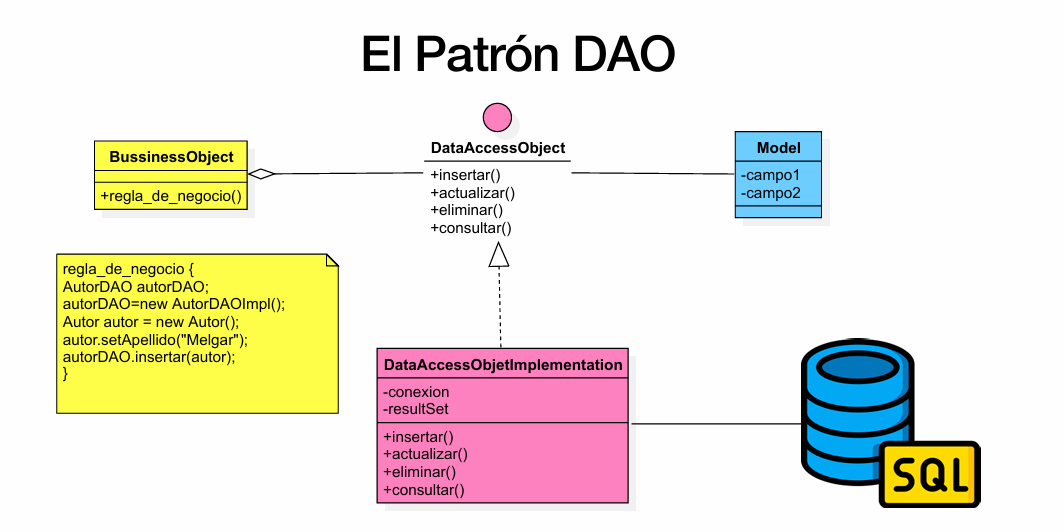 El Patrón DAO
BussinessObject
+regla_de_negocio()
DataAccessObject
+insertar()
+actualizar()
+eliminar()
+consultar()
Model
-campo1
-campo2
regla_de_negocio {
AutorDAO autorDAO;
autorDAO=new AutorDAOImpl();
Autor autor = new Autor();
autor.setApellido("Melgar");
autorDAO.insertar(autor);
}
DataAccessObjetImplementation
-conexion
-resultSet
+insertar()
+actualizar()
+eliminar()
+consultar()
SQL